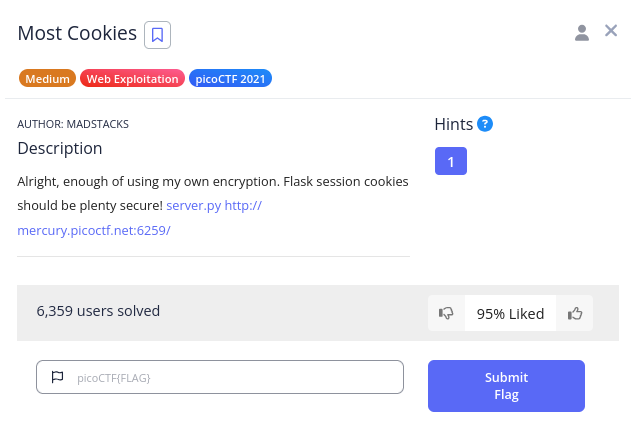 Most Cookies
Medium
Web Exploitation
picoCTF 2021
AUTHOR: MADSTACKS
Description
Alright, enough of using my own encryption. Flask session cookies
should be plenty secure! server.py http://
mercury.picoctf.net:6259/
Hints ?
1
6,359 users solved
95% Liked
picoCTF{FLAG}
Submit
Flag